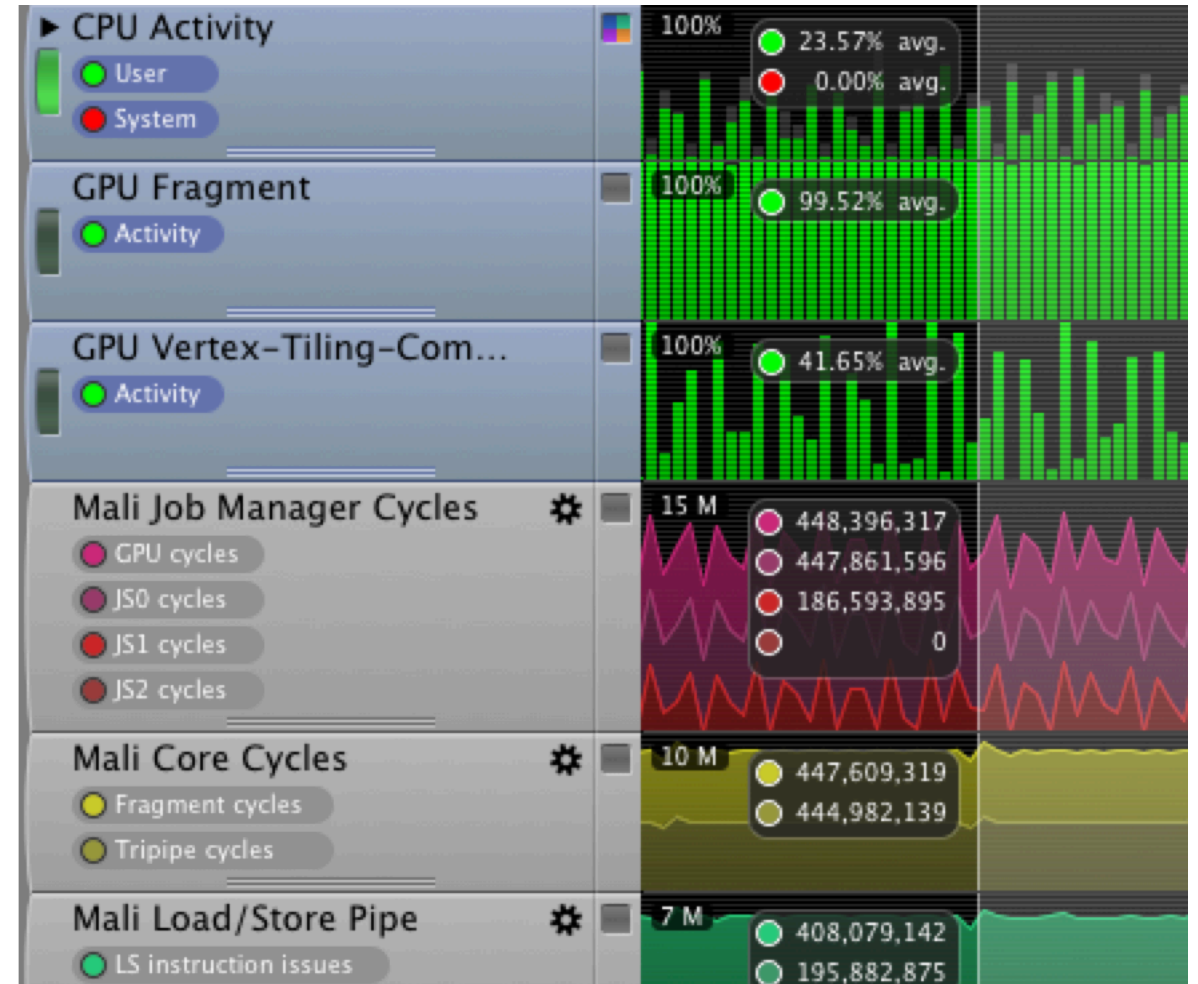 CPU Activity
User
System
100%
23.57% avg.
0.00% avg.
GPU Fragment
Activity
100%
99.52% avg.
GPU Vertex-Tiling-Com...
Activity
100%
41.65% avg.
Mali Job Manager Cycles
GPU cycles
JS0 cycles
JS1 cycles
JS2 cycles
15 M
448,396,317
447,861,596
186,593,895
0
Mali Core Cycles
Fragment cycles
Tripipe cycles
10 M
447,609,319
444,982,139
Mali Load/Store Pipe
LS instruction issues
7 M
408,079,142
195,882,875